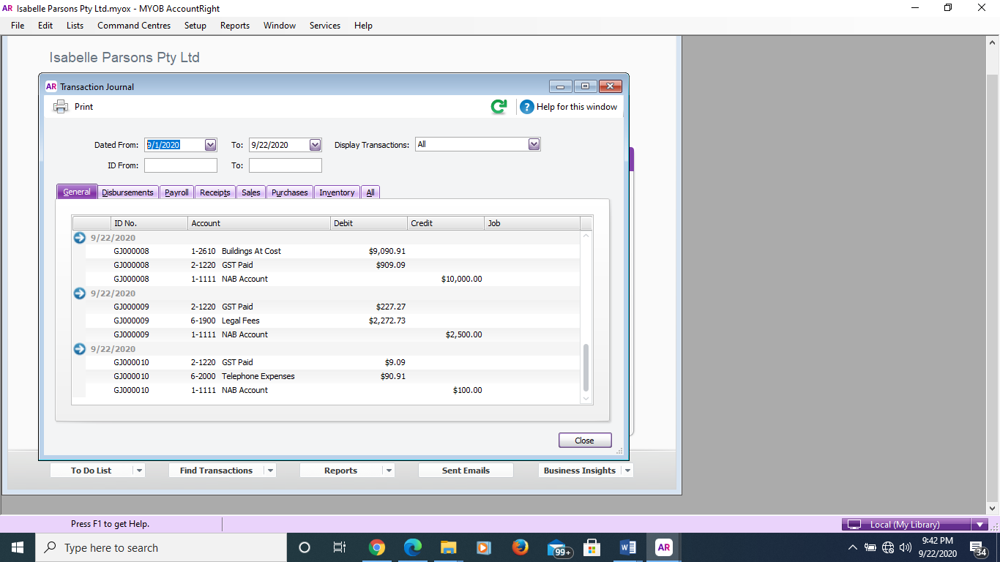 AR Isabelle Parsons Pty Ltd.myox - MYOB AccountRight
File Edit Lists Command Centres Setup Reports Window Services Help
Isabelle Parsons Pty Ltd
AR Transaction Journal
Print ? Help for this window
Dated From: 9/1/2020 To: 9/22/2020 Display Transactions: All
ID From: To:
General Disbursements Payroll Receipts Sales Purchases Inventory All
ID No. Account Debit Credit Job
9/22/2020
GJ000008 1-2610 Buildings At Cost $9,090.91
GJ000008 2-1220 GST Paid $909.09
GJ000008 1-1111 NAB Account $10,000.00
9/22/2020
GJ000009 2-1220 GST Paid $227.27
GJ000009 6-1900 Legal Fees $2,272.73
GJ000009 1-1111 NAB Account $2,500.00
9/22/2020
GJ000010 2-1220 GST Paid $9.09
GJ000010 6-2000 Telephone Expenses $90.91
GJ000010 1-1111 NAB Account $100.00
Close
To Do List Find Transactions Reports Sent Emails Business Insights
Press F1 to get Help. Local (My Library)
Type here to search 99+ W AR 9:42 PM
9/22/2020 34